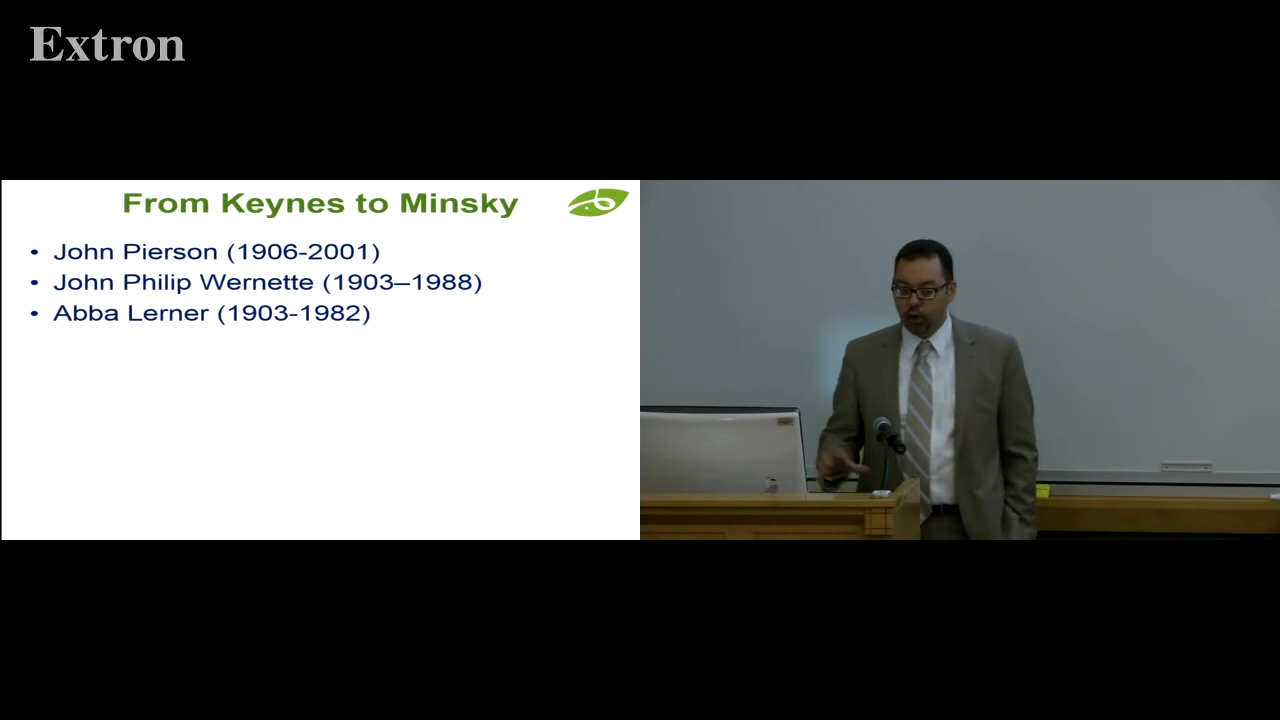 Extron
From Keynes to Minsky
• John Pierson (1906-2001)
• John Philip Wernette (1903–1988)
• Abba Lerner (1903-1982)